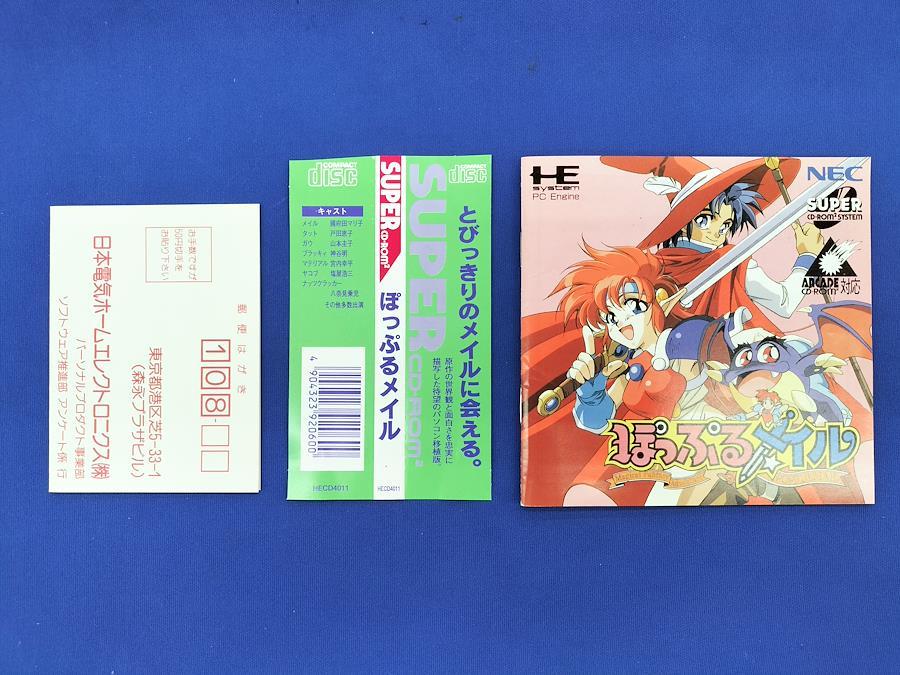 お手数ですが
50円切手を
お貼り下さい
郵便はがき
108-
東京都港区芝5-33-1
(森永プラザビル)
日本電気ホームエレクトロニクス㈱
パーソナルプロダクト事業部
ソフトウェア推進部 アンケート係 行
COMPACT
disc
・キャスト
メイル 國府田マリ子
タット 戸田恵子
ガウ 山本圭子
ブラッキィ 神谷明
マテリアル 宮内幸平
ヤコブ 塩屋浩三
ナッツクラッカー
八奈見乗児
その他多数出演
4904323920600
HECD4011
SUPER CD-ROM²
ぽっぷるメイル
HECD4011
SUPER CD-ROM²
COMPACT
disc
とびっきりのメイルに会える。
原作の世界観と面白さを忠実に
描写した待望のパソコン移植版
HE
system
PC Engine
NEC
SUPER
CD-ROM² SYSTEM
ARCADE
CD-ROM² 対応
ぽっぷるメイル